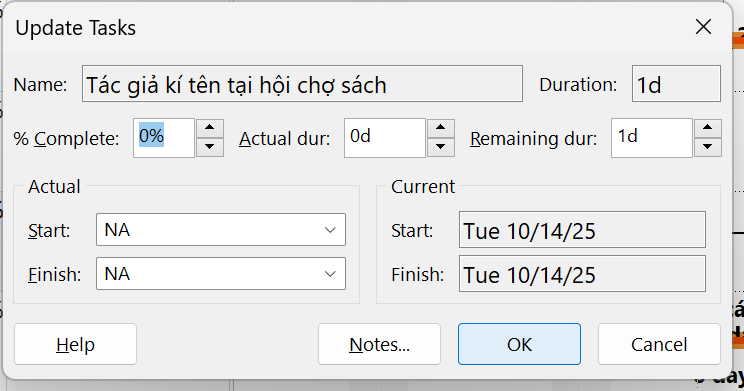 Update Tasks
Name: Tác giả kí tên tại hội chợ sách Duration: 1d
% Complete: 0% Actual dur: 0d Remaining dur: 1d
Actual Current
Start: NA Start: Tue 10/14/25
Finish: NA Finish: Tue 10/14/25
Help Notes... OK Cancel